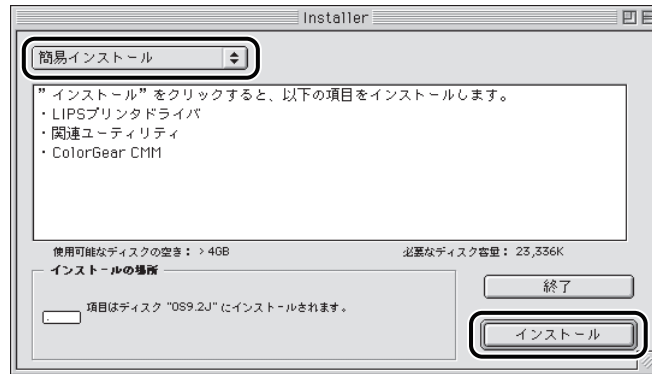 Installer
簡易インストール
”インストール”をクリックすると、以下の項目をインストールします。
・LIPSプリンタドライバ
・関連ユーティリティ
・ColorGear CMM
使用可能なディスクの空き： > 4GB 必要なディスク容量： 23,336K
インストールの場所
項目はディスク "OS9.2J" にインストールされます。
終了
インストール